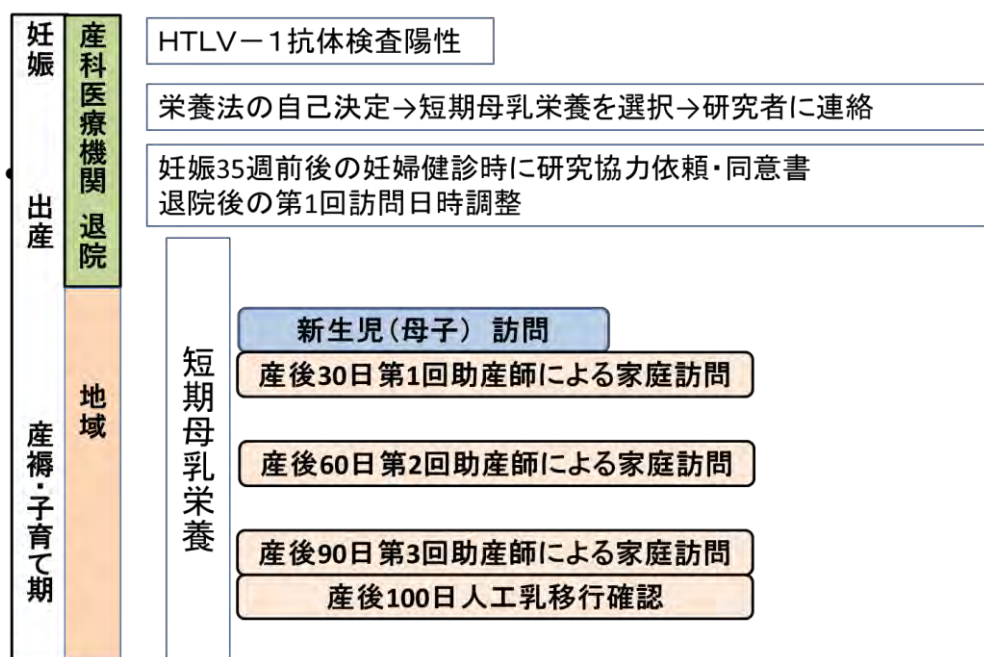 妊娠
出産
産褥・子育て期
産科医療機関 退院
地域
HTLV－1抗体検査陽性
栄養法の自己決定→短期母乳栄養を選択→研究者に連絡
妊娠35週前後の妊婦健診時に研究協力依頼・同意書
退院後の第1回訪問日時調整
短期母乳栄養
新生児(母子) 訪問
産後30日第1回助産師による家庭訪問
産後60日第2回助産師による家庭訪問
産後90日第3回助産師による家庭訪問
産後100日人工乳移行確認